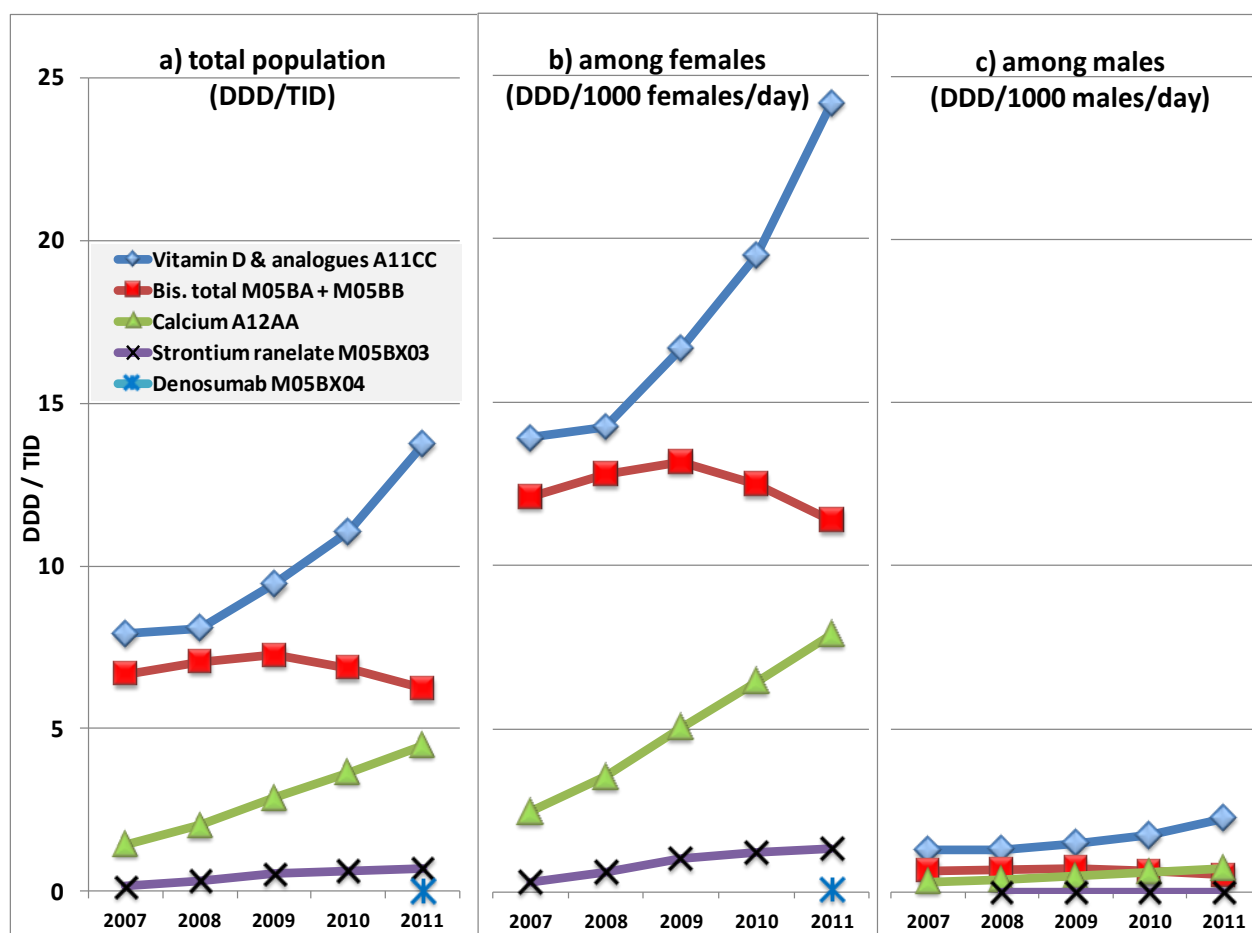 a) total population
(DDD/TID)
b) among females
(DDD/1000 females/day)
c) among males
(DDD/1000 males/day)
25
20
15
10
5
0
DDD / TID
Vitamin D & analogues A11CC
Bis. total M05BA + M05BB
Calcium A12AA
Strontium ranelate M05BX03
Denosumab M05BX04
2007 2008 2009 2010 2011
2007 2008 2009 2010 2011
2007 2008 2009 2010 2011